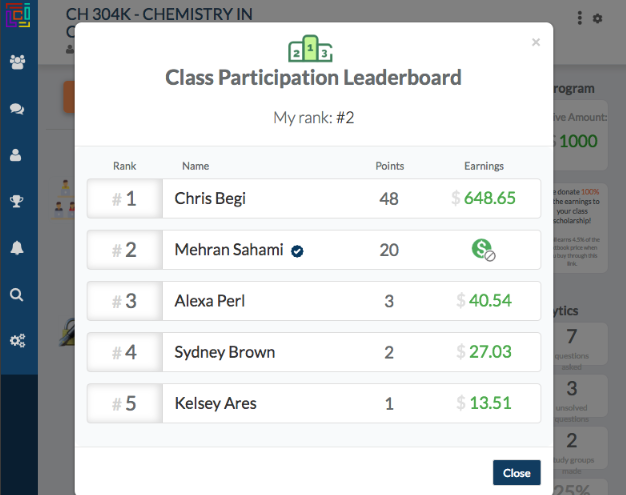 CH 304K - CHEMISTRY IN
Class Participation Leaderboard
My rank: #2
×
Rank Name Points Earnings
# 1 Chris Begi 48 $ 648.65
# 2 Mehran Sahami 20
# 3 Alexa Perl 3 $ 40.54
# 4 Sydney Brown 2 $ 27.03
# 5 Kelsey Ares 1 $ 13.51
Close
rogram
ive Amount:
$ 1000
donate 100%
the earnings to
your class
scholarship!
ytics
7
questions
asked
3
unsolved
questions
2
study groups
made
25%